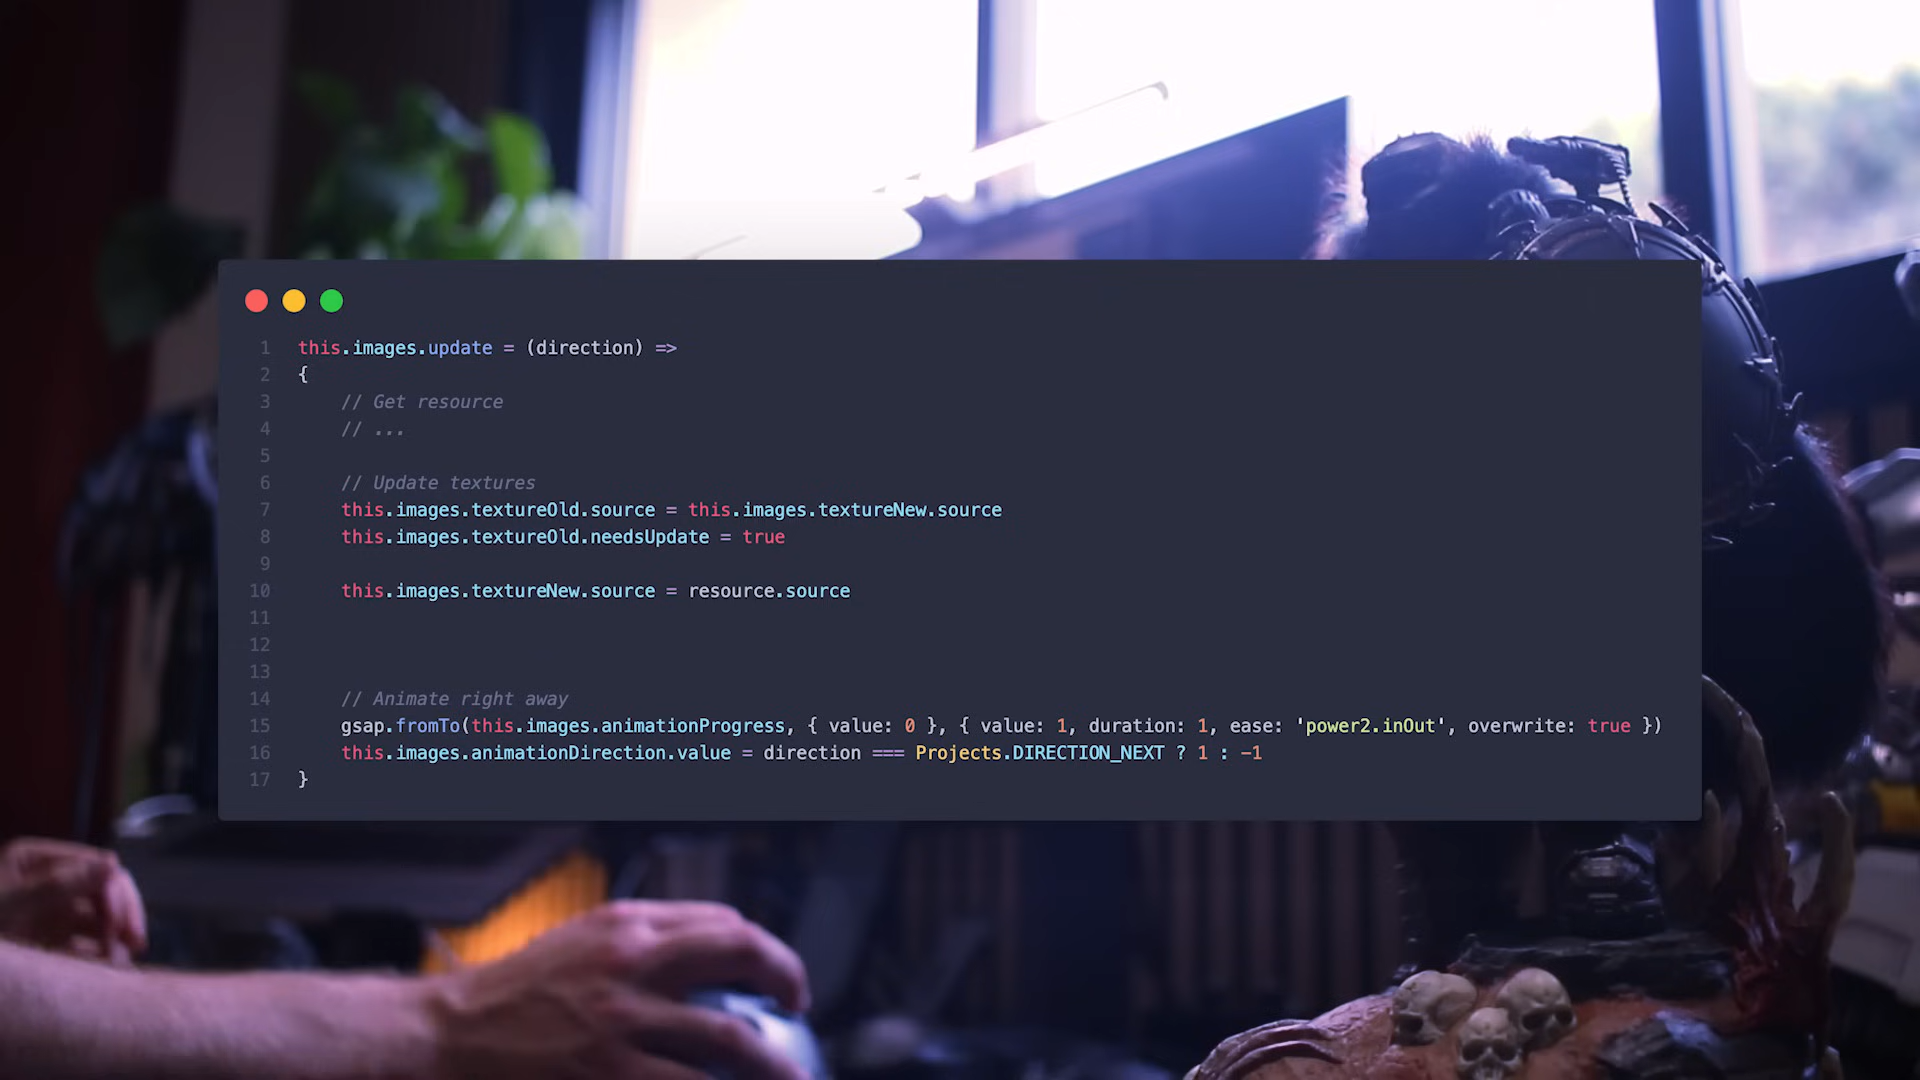 1 this.images.update = (direction) =>
2 {
3 // Get resource
4 // ...
5
6 // Update textures
7 this.images.textureOld.source = this.images.textureNew.source
8 this.images.textureOld.needsUpdate = true
9
10 this.images.textureNew.source = resource.source
11
12
13
14 // Animate right away
15 gsap.fromTo(this.images.animationProgress, { value: 0 }, { value: 1, duration: 1, ease: 'power2.inOut', overwrite: true })
16 this.images.animationDirection.value = direction === Projects.DIRECTION_NEXT ? 1 : -1
17 }